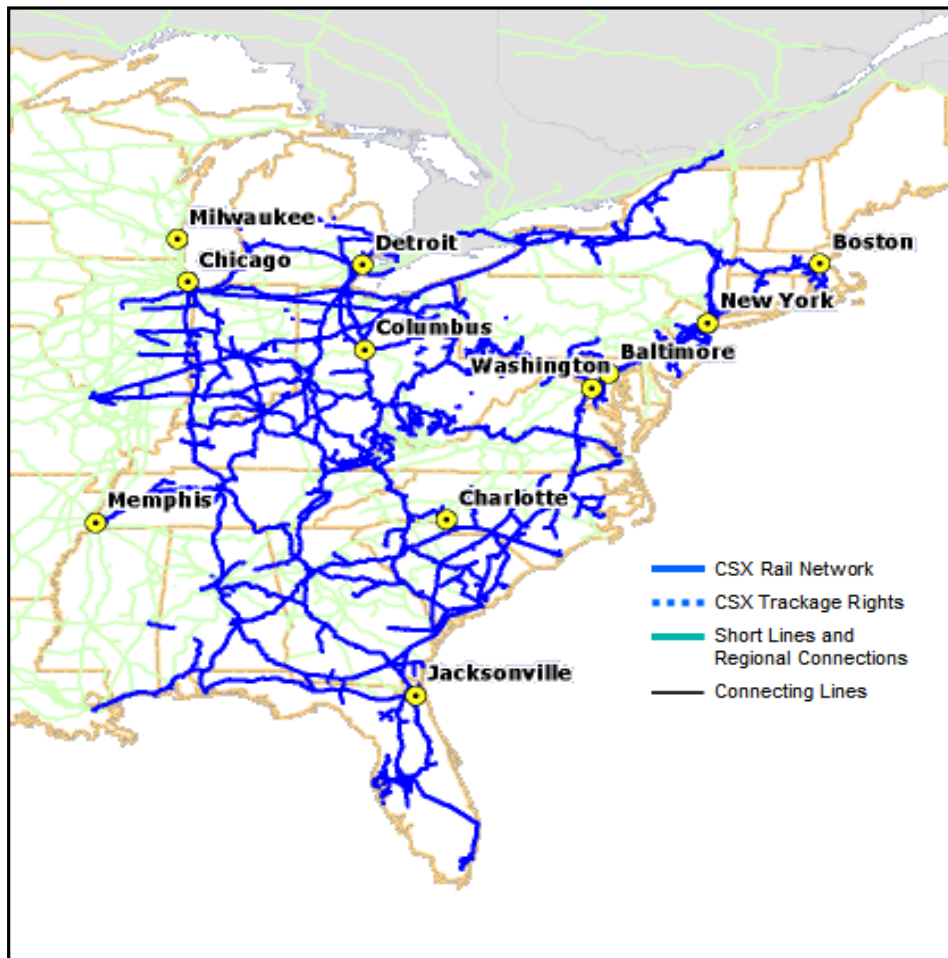 Milwaukee
Detroit
Boston
Chicago
New York
Columbus
Baltimore
Washington
Memphis
Charlotte
CSX Rail Network
CSX Trackage Rights
Short Lines and
Regional Connections
Jacksonville
Connecting Lines